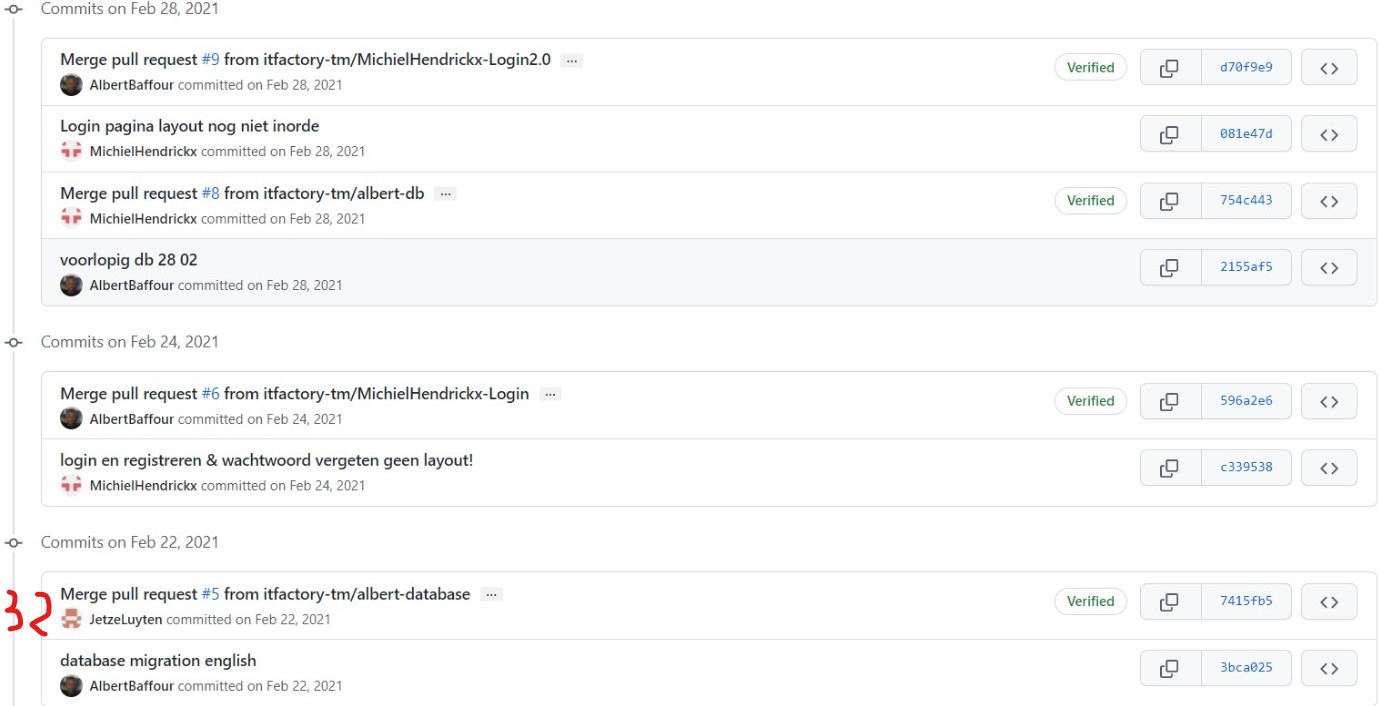 Commits on Feb 28, 2021
Merge pull request #9 from itfactory-tm/MichielHendrickx-Login2.0 ...
AlbertBaffour committed on Feb 28, 2021
Verified
d70f9e9
Login pagina layout nog niet inorde
MichielHendrickx committed on Feb 28, 2021
081e47d
Merge pull request #8 from itfactory-tm/albert-db ...
MichielHendrickx committed on Feb 28, 2021
Verified
754c443
voorlopig db 28 02
AlbertBaffour committed on Feb 28, 2021
2155af5
Commits on Feb 24, 2021
Merge pull request #6 from itfactory-tm/MichielHendrickx-Login ...
AlbertBaffour committed on Feb 24, 2021
Verified
596a2e6
login en registreren & wachtwoord vergeten geen layout!
MichielHendrickx committed on Feb 24, 2021
c339538
Commits on Feb 22, 2021
32
Merge pull request #5 from itfactory-tm/albert-database ...
JetzeLuyten committed on Feb 22, 2021
Verified
7415fb5
database migration english
AlbertBaffour committed on Feb 22, 2021
3bca025